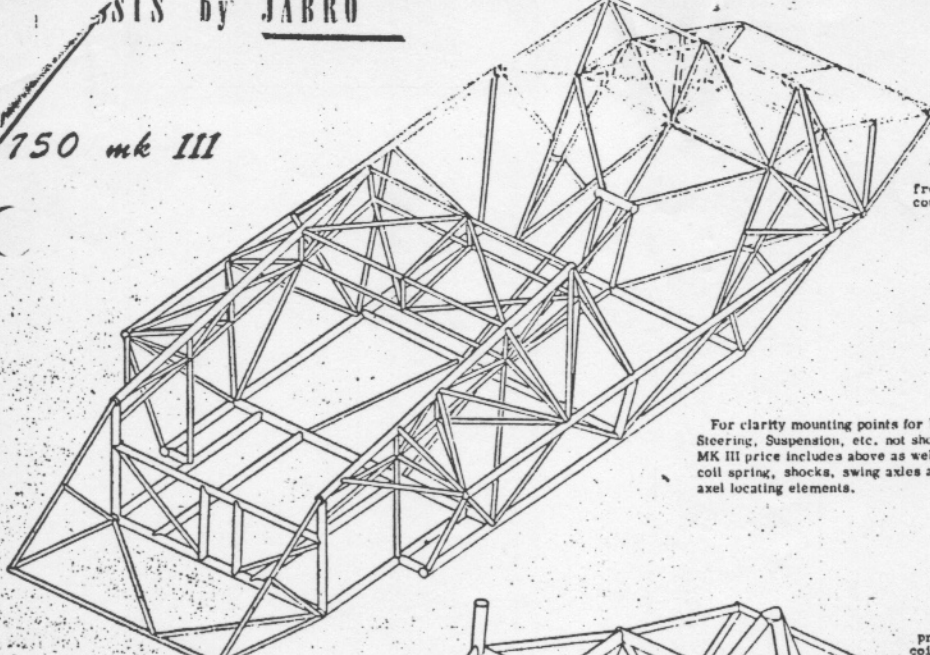 by JABRO
750 mk III
For clarity mounting points for
Steering, Suspension, etc. not
MK III price includes above as
coil spring, shocks, swing axles
axel locating elements.